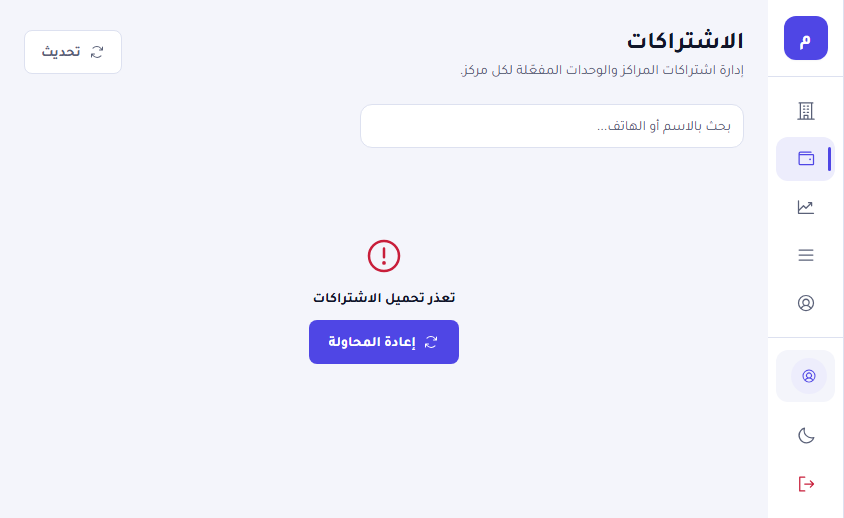 م
الاشتراكات
تحديث
إدارة اشتراكات المراكز والوحدات المفعّلة لكل مركز.
بحث بالاسم أو الهاتف...
تعذر تحميل الاشتراكات
إعادة المحاولة